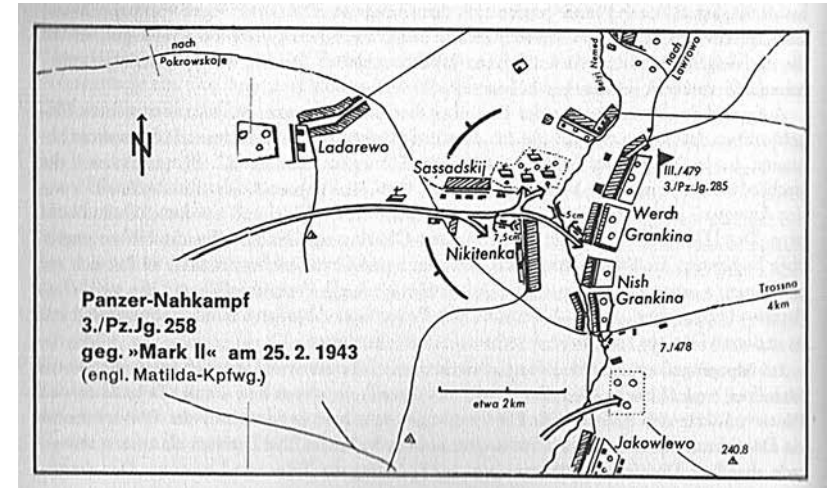 nach
Pokrowskoje
nach
Lawrowo
N
Ladarewo
Sassadskij
III./479
3./Pz.Jg.285
5cm
Werch
Grankina
7,5cm
Nikitenka
Nish
Grankina
Trossno
4km
Panzer-Nahkampf
3./Pz.Jg.258
geg. »Mark II« am 25.2.1943
(engl. Matilda-Kpfwg.)
7./478
etwa 2km
Jakowlewo
240.8